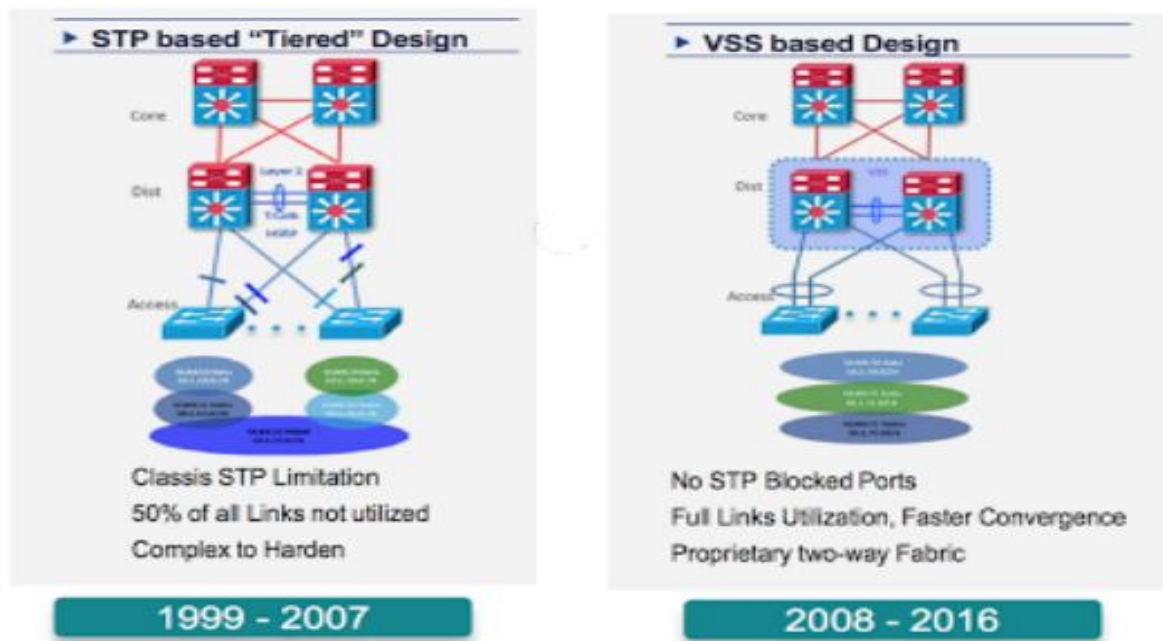 STP based "Tiered" Design
Core
Layer 2
Dist
HSRP
Access
Classis STP Limitation
50% of all Links not utilized
Complex to Harden
1999 - 2007
VSS based Design
Core
VSS
Dist
Access
No STP Blocked Ports
Full Links Utilization, Faster Convergence
Proprietary two-way Fabric
2008 - 2016